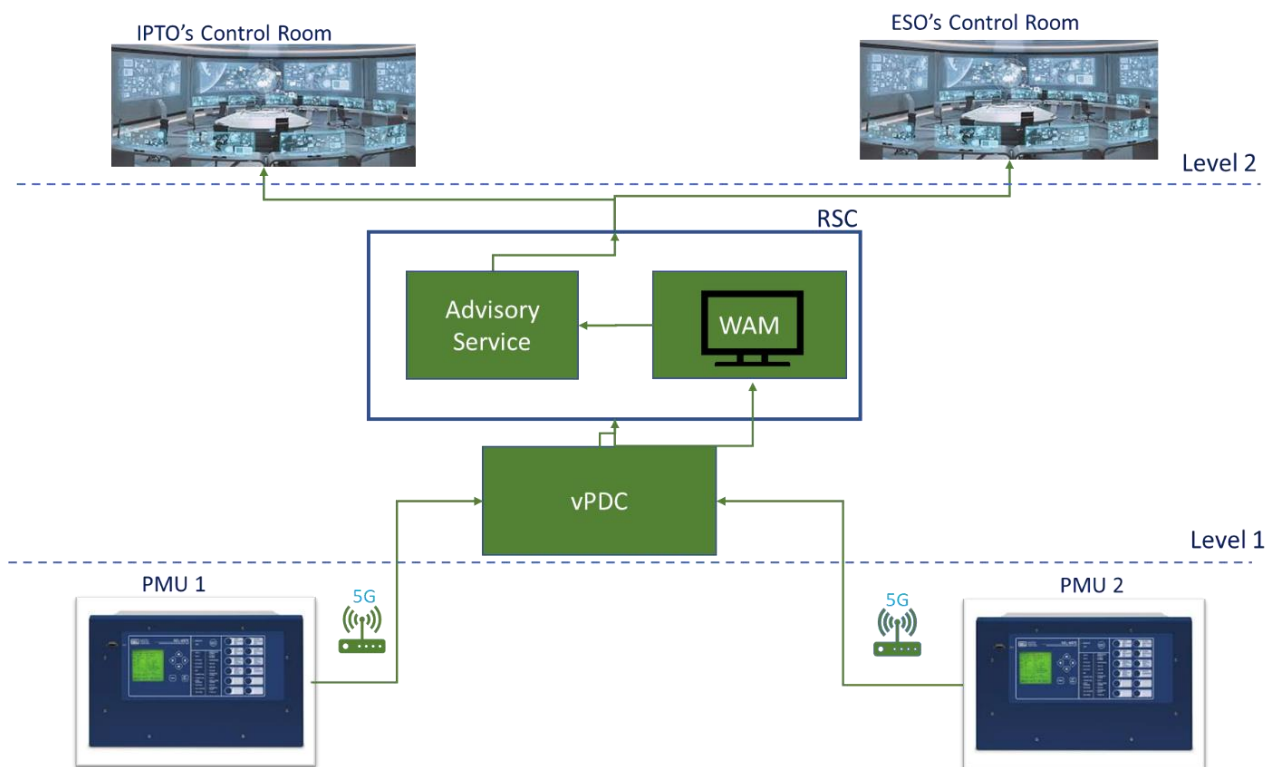 IPTO's Control Room
ESO's Control Room
Level 2
RSC
Advisory
Service
WAM
vPDC
Level 1
PMU 1
5G
5G
PMU 2